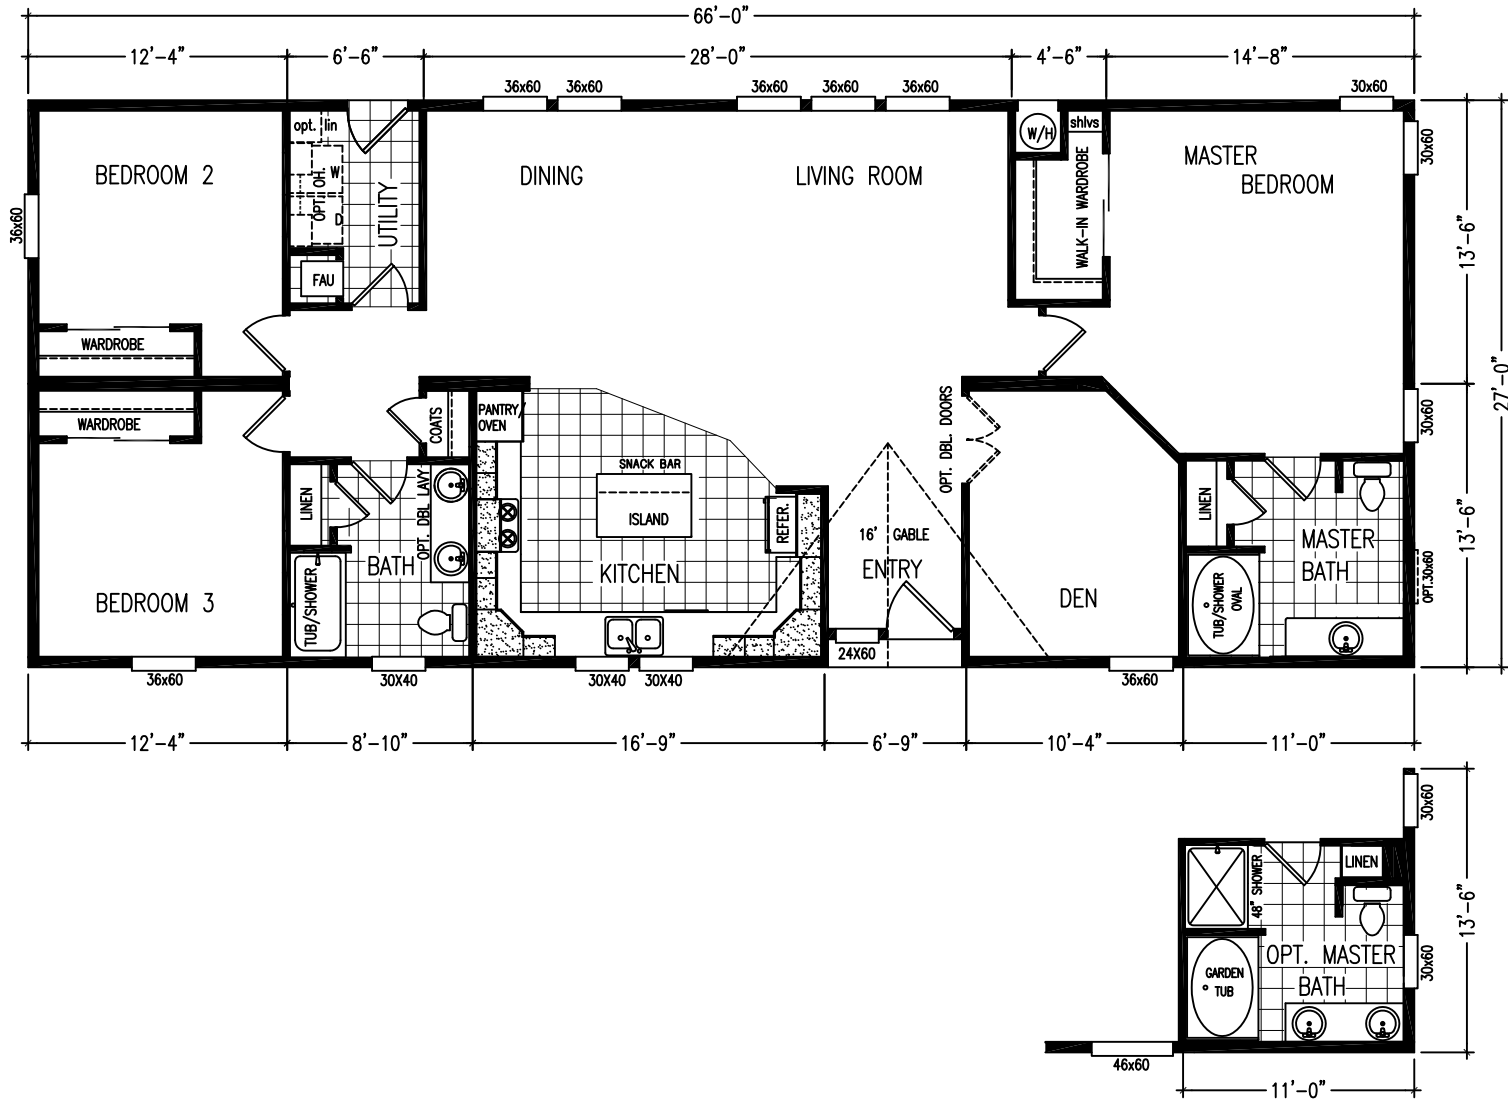 66'-0"
12'-4" 6'-6" 28'-0" 4'-6" 14'-8"
36x60 36x60 36x60 36x60 36x60 30x60
opt. lin
W/H
shlvs
30x60
BEDROOM 2
OPT. OH.
W
D
UTILITY
DINING
LIVING ROOM
WALK-IN WARDROBE
MASTER
BEDROOM
36x60
FAU
13'-6"
WARDROBE
27'-0"
WARDROBE
COATS
PANTRY/
OVEN
OPT. DBL. DOORS
30x60
SNACK BAR
ISLAND
REFER.
LINEN
OPT. DBL LAVY
16' GABLE
ENTRY
LINEN
MASTER
BATH
13'-6"
BATH
KITCHEN
BEDROOM 3
TUB/SHOWER
DEN
TUB/SHOWER
OVAL
OPT.30x60
24X60
36x60 30X40 30X40 30X40 36x60
12'-4" 8'-10" 16'-9" 6'-9" 10'-4" 11'-0"
30x60
48" SHOWER
LINEN
13'-6"
OPT. MASTER
BATH
GARDEN
TUB
30x60
46x60
11'-0"